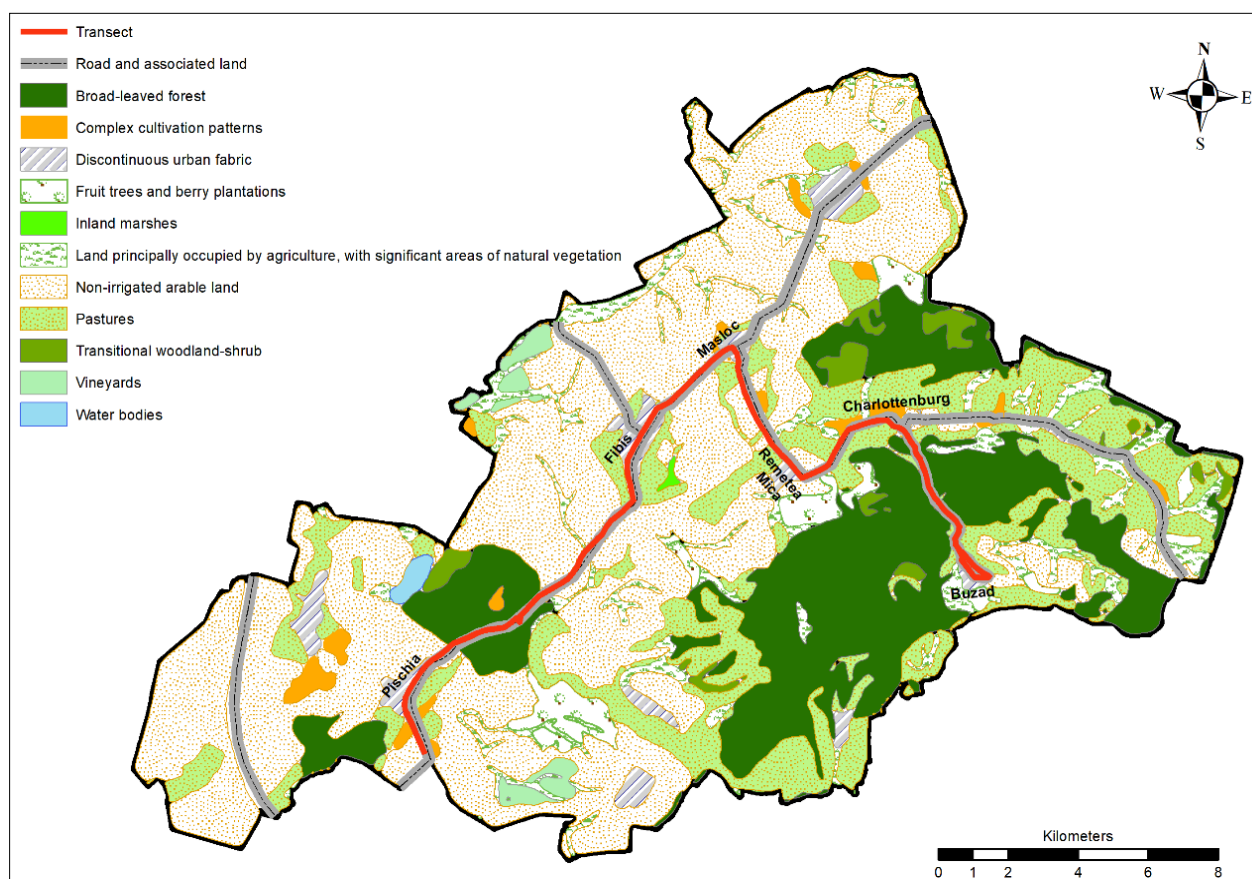 Transect
Road and associated land
Broad-leaved forest
Complex cultivation patterns
Discontinuous urban fabric
Fruit trees and berry plantations
Inland marshes
Land principally occupied by agriculture, with significant areas of natural vegetation
Non-irrigated arable land
Pastures
Transitional woodland-shrub
Vineyards
Water bodies
N
W E
S
Masloc
Charlottenburg
Fibis
Remetea
Mica
Buzad
Pischia
Kilometers
0 1 2 4 6 8